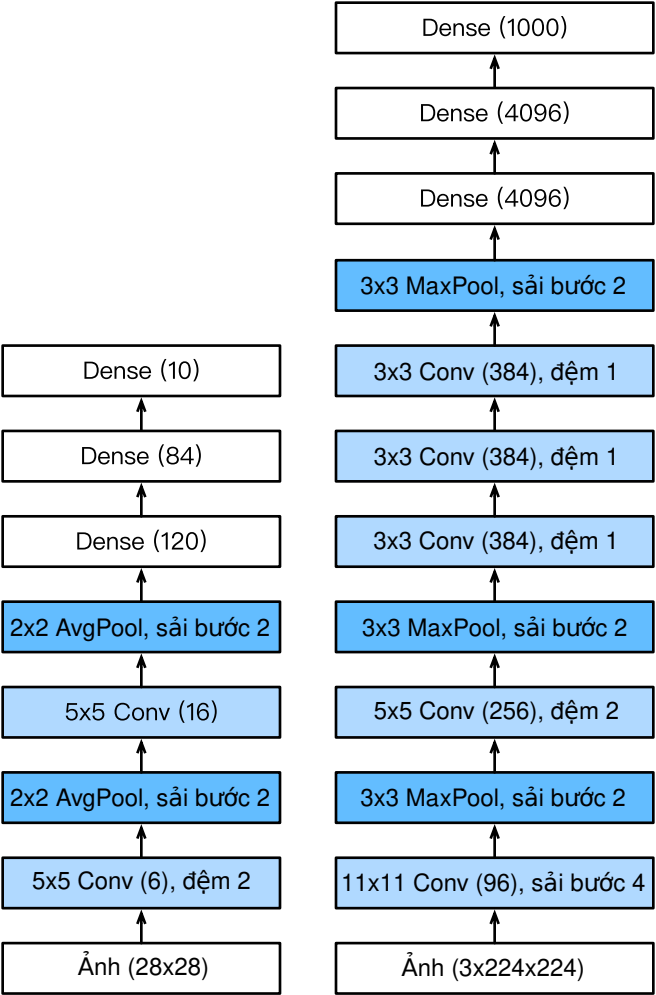 Dense (10)
Dense (84)
Dense (120)
2x2 AvgPool, sải bước 2
5x5 Conv (16)
2x2 AvgPool, sải bước 2
5x5 Conv (6), đệm 2
Ảnh (28x28)
Dense (1000)
Dense (4096)
Dense (4096)
3x3 MaxPool, sải bước 2
3x3 Conv (384), đệm 1
3x3 Conv (384), đệm 1
3x3 Conv (384), đệm 1
3x3 MaxPool, sải bước 2
5x5 Conv (256), đệm 2
3x3 MaxPool, sải bước 2
11x11 Conv (96), sải bước 4
Ảnh (3x224x224)